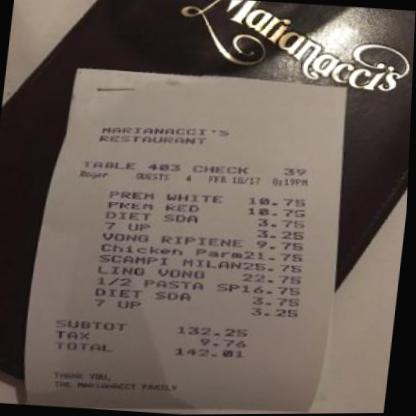 Marianacci's
MARIANACCI'S
RESTAURANT
TABLE 403 CHECK 39
Roger GUESTS 4 FEB 18/17 8:19PM
PREM WHITE 10.75
PREM RED 10.75
DIET SDA 3.75
7 UP 3.25
VONG RIPIENE 9.75
Chicken Parm21.75
SCAMPI MILAN25.75
LING VONG 22.75
1/2 PASTA SP16.75
DIET SDA 3.75
7 UP 3.25
SUBTOT 132.25
TAX 9.76
TOTAL 142.01
THANK YOU,
THE MARIANACCI FAMILY